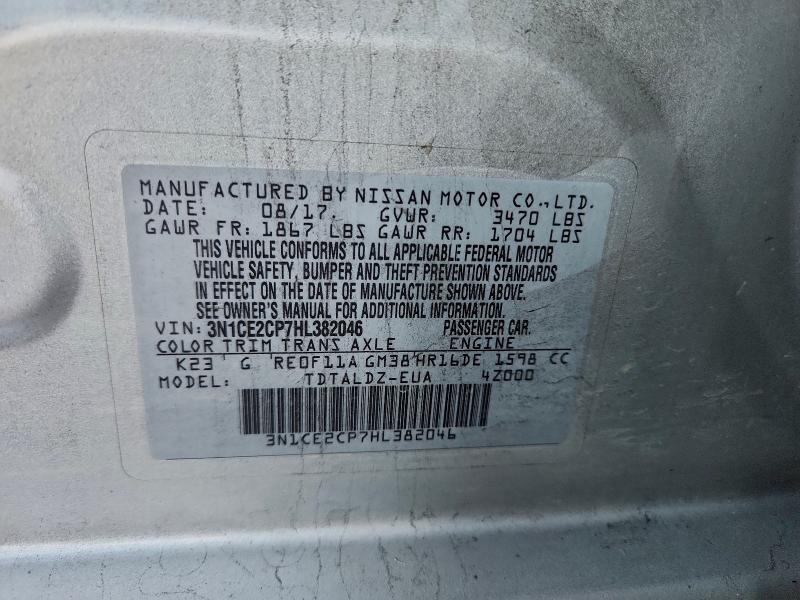 MANUFACTURED BY NISSAN MOTOR CO., LTD.
DATE: 08/17. GVWR: 3470 LBS
GAWR FR: 1867 LBS GAWR RR: 1704 LBS
THIS VEHICLE CONFORMS TO ALL APPLICABLE FEDERAL MOTOR
VEHICLE SAFETY, BUMPER AND THEFT PREVENTION STANDARDS
IN EFFECT ON THE DATE OF MANUFACTURE SHOWN ABOVE.
SEE OWNER'S MANUAL FOR ADDITIONAL INFORMATION.
VIN: 3N1CE2CP7HL382046 PASSENGER CAR.
COLOR TRIM TRANS AXLE ENGINE
K23 G RE0F11A GM38 HR16DE 1598 CC
MODEL: TDTALDZ-EUA 4Z000
3N1CE2CP7HL382046